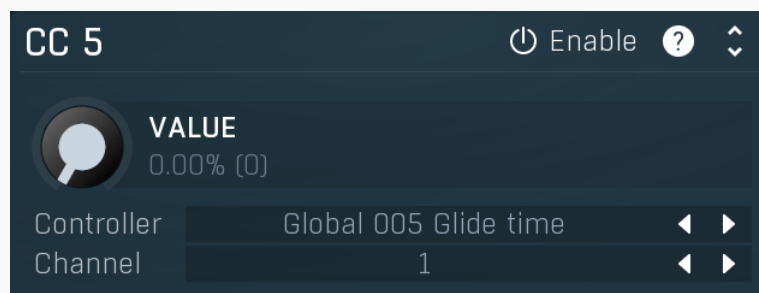 CC 5 Enable ?
VALUE
0.00% (0)
Controller Global 005 Glide time
Channel 1